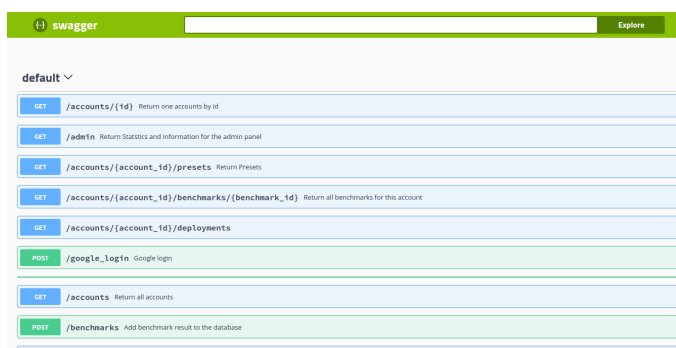 swagger Explore
default
GET /accounts/{id} Return one accounts by id
GET /admin Return Statstics and information for the admin panel
GET /accounts/{account_id}/presets Return Presets
GET /accounts/{account_id}/benchmarks/{benchmark_id} Return all benchmarks for this account
GET /accounts/{account_id}/deployments
POST /google_login Google login
GET /accounts Return all accounts
POST /benchmarks Add benchmark result to the database